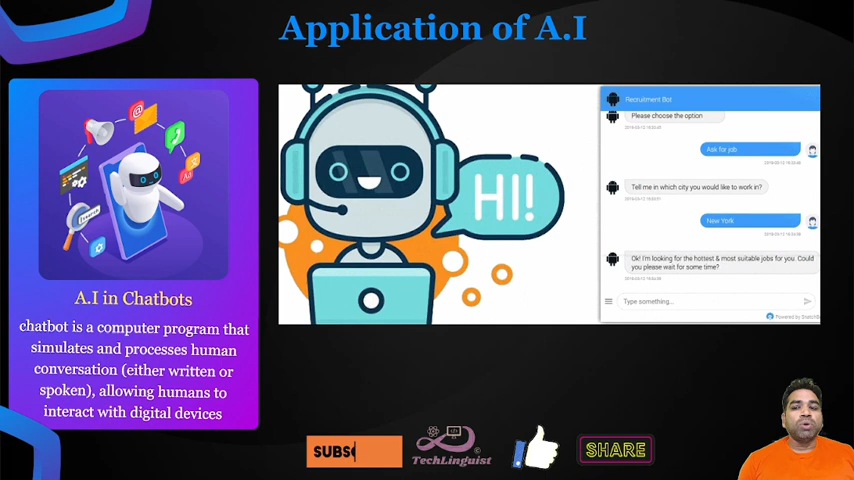 Application of A.I
A.I in Chatbots
chatbot is a computer program that
simulates and processes human
conversation (either written or
spoken), allowing humans to
interact with digital devices
HI!
Recruitment Bot
Please choose the option
Ask for job
Tell me in which city you would like to work in?
New York
Ok! I'm looking for the hottest & most suitable jobs for you. Could
you please wait for some time?
Type something...
Powered by
SUBS
TechLinguist
SHARE